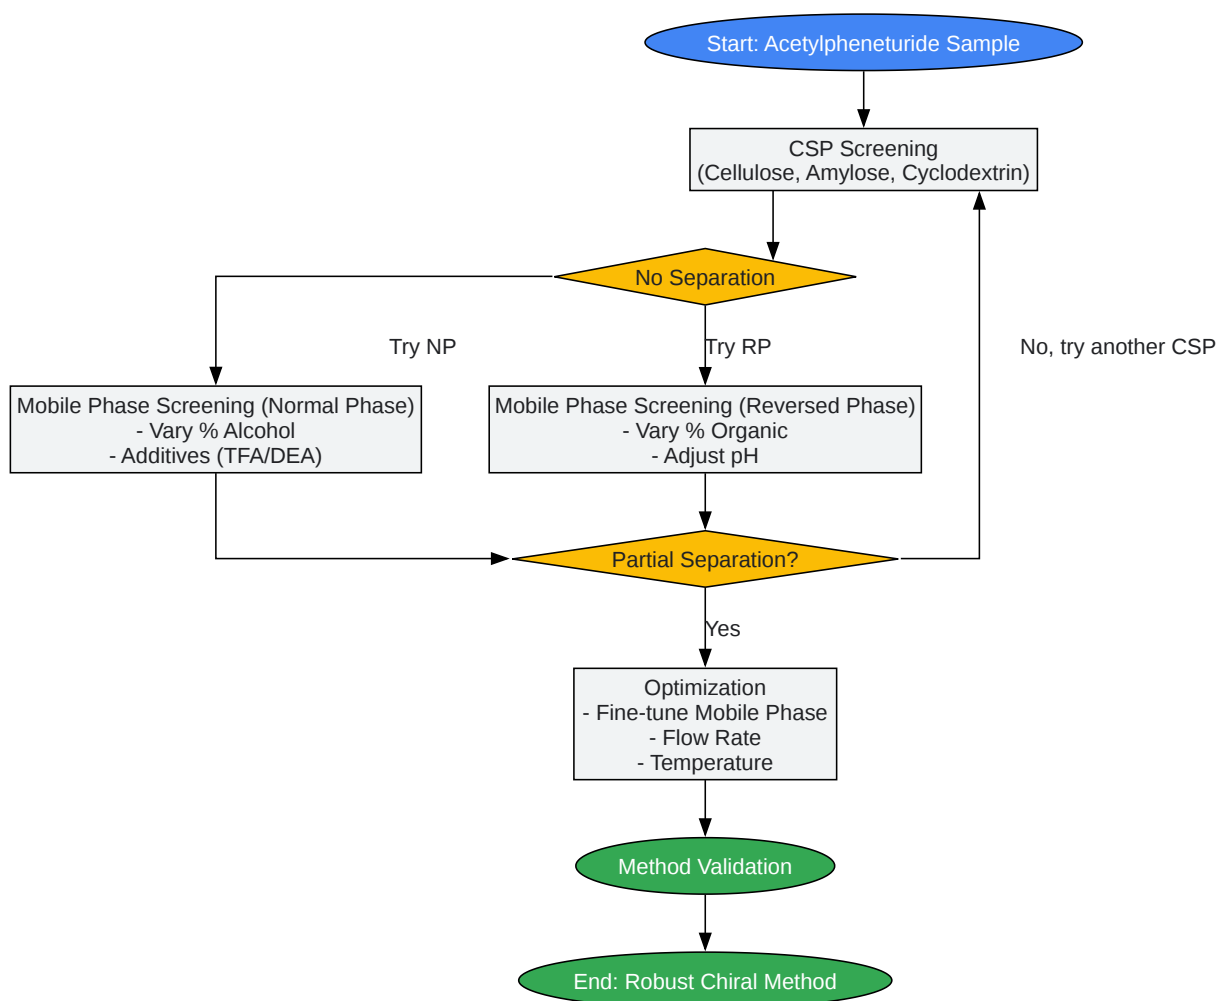 Start: Acetylpheneturide Sample
CSP Screening
(Cellulose, Amylose, Cyclodextrin)
No Separation
Try NP
Try RP
No, try another CSP
Mobile Phase Screening (Normal Phase)
- Vary % Alcohol
- Additives (TFA/DEA)
Mobile Phase Screening (Reversed Phase)
- Vary % Organic
- Adjust pH
Partial Separation?
Yes
Optimization
- Fine-tune Mobile Phase
- Flow Rate
- Temperature
Method Validation
End: Robust Chiral Method